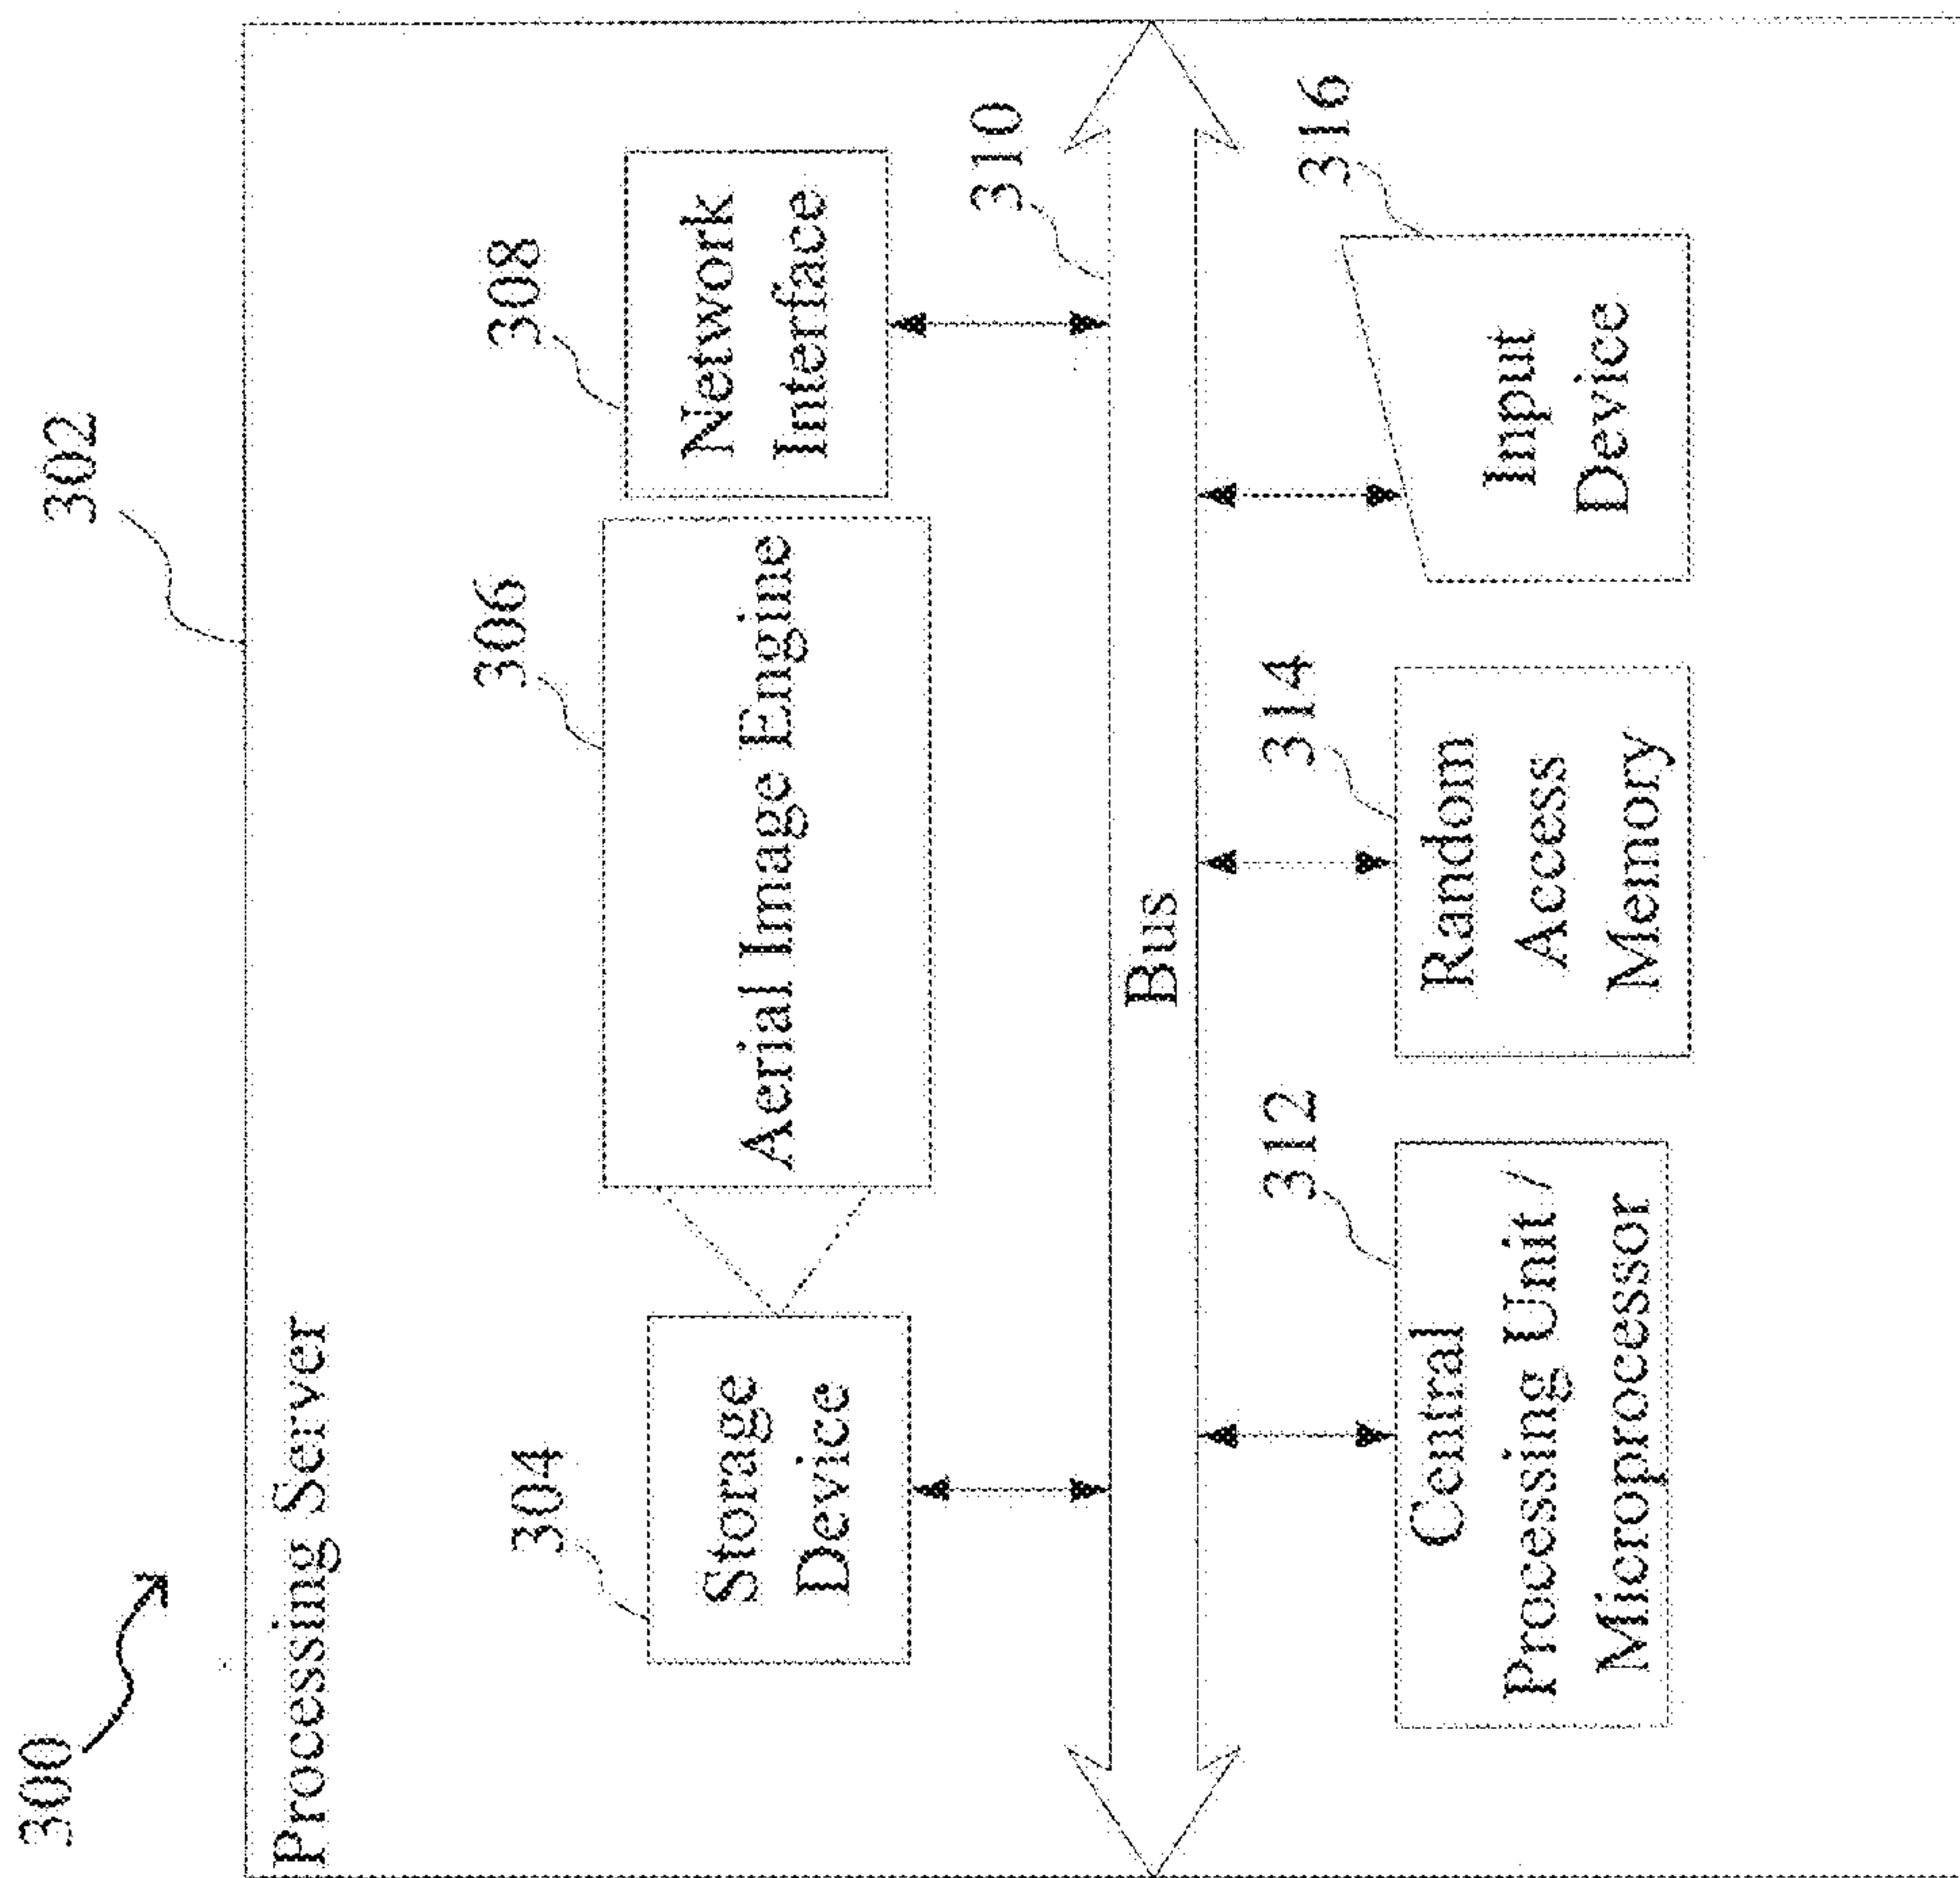 300
302
Processing Server
304
306
308
Storage
Device
Aerial Image Engine
Network
Interface
310
Bus
312
314
316
Central
Processing Unit /
Microprocessor
Random
Access
Memory
Input
Device